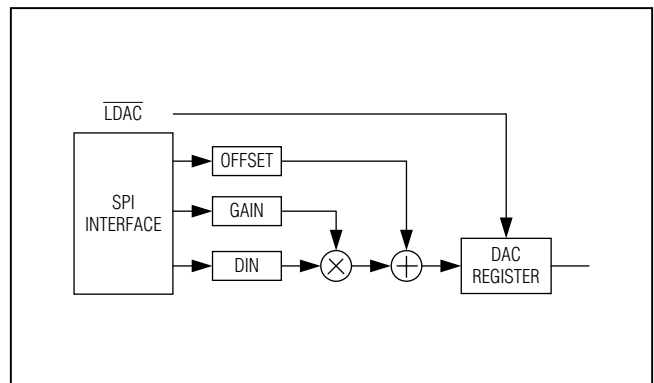 LDAC
OFFSET
SPI
INTERFACE
GAIN
DIN
DAC
REGISTER